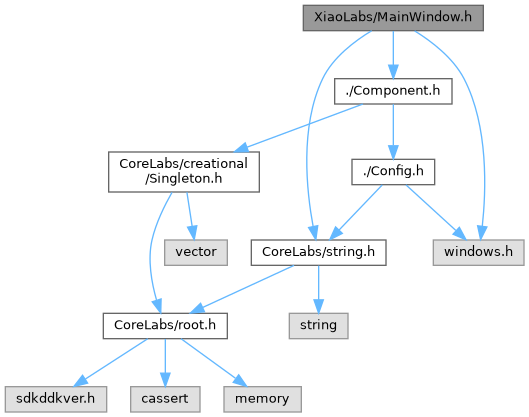 XiaoLabs/MainWindow.h
./Component.h
CoreLabs/creational
/Singleton.h
./Config.h
vector
CoreLabs/string.h
windows.h
CoreLabs/root.h
string
sdkddkver.h
cassert
memory